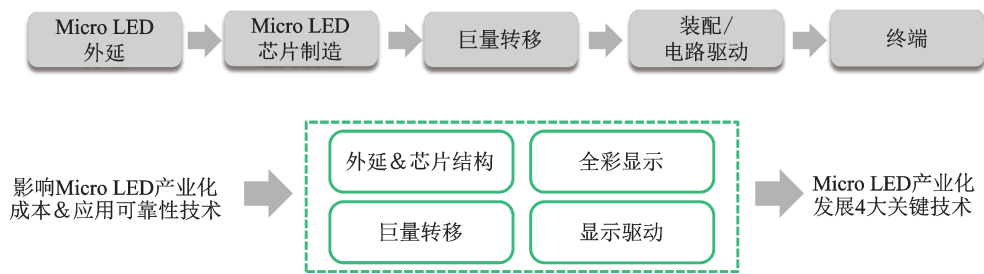 Micro LED
外延
Micro LED
芯片制造
巨量转移
装配/
电路驱动
终端
影响Micro LED产业化
成本&应用可靠性技术
外延&芯片结构
全彩显示
巨量转移
显示驱动
Micro LED产业化
发展4大关键技术